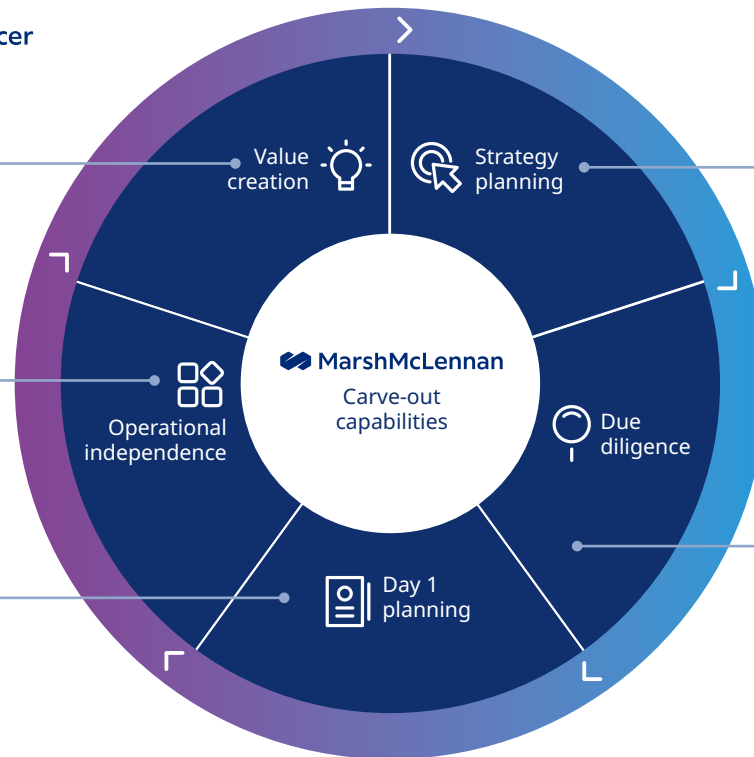 cer
Value
creation
Strategy
planning
MarshMcLennan
Carve-out
capabilities
Operational
independence
Due
diligence
Day 1
planning